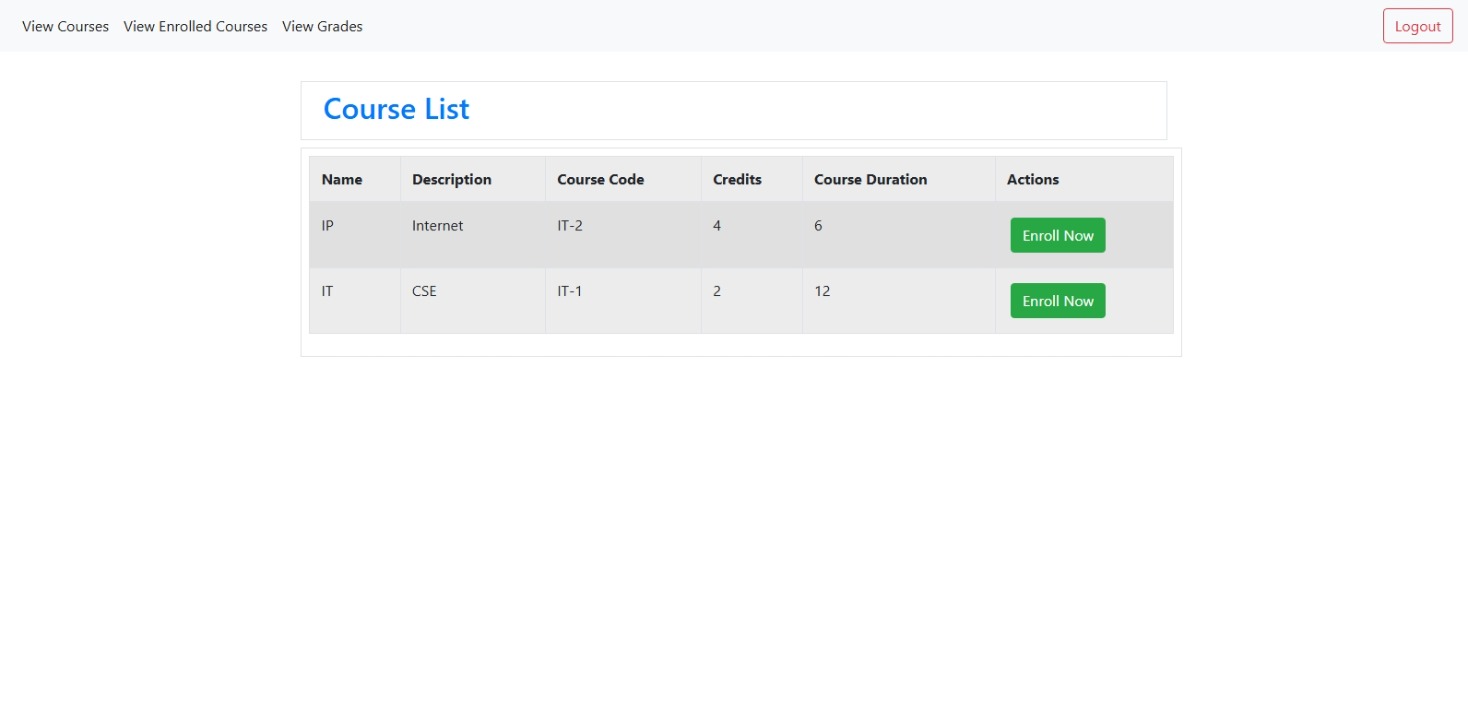 View Courses View Enrolled Courses View Grades Logout
Course List
Name Description Course Code Credits Course Duration Actions
IP Internet IT-2 4 6 Enroll Now
IT CSE IT-1 2 12 Enroll Now